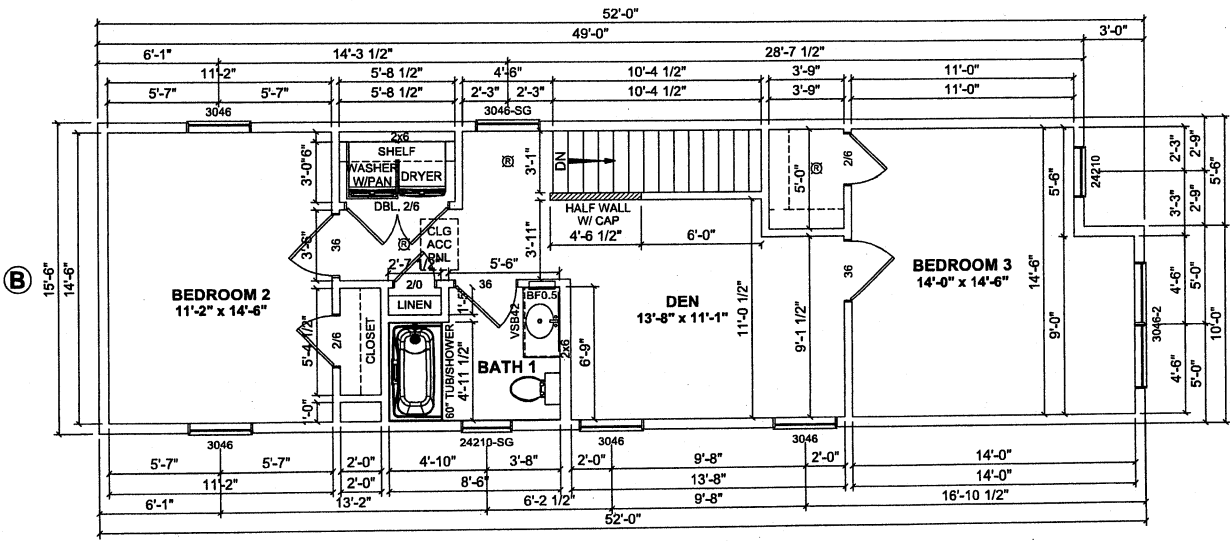 52'-0"
49'-0"
3'-0"
6'-1"
14'-3 1/2"
28'-7 1/2"
11'-2"
5'-8 1/2"
4'-6"
10'-4 1/2"
3'-9"
11'-0"
5'-7"
5'-7"
5'-8 1/2"
2'-3"
2'-3"
10'-4 1/2"
3'-9"
11'-0"
3046
3046-SG
2x6
SHELF
WASHER
W/PAN
DRYER
DBL. 2/6
3'-0"6"
3'-6"
36
R
R
R
CLG
ACC
PNL
3'-1"
3'-11"
DN
HALF WALL
W/ CAP
4'-6 1/2"
6'-0"
5'-0"
2/6
36
24210
5'-6"
2'-3"
2'-9"
3'-3"
2'-9"
5'-6"
B
15'-6"
14'-6"
BEDROOM 2
11'-2" x 14'-6"
5'-6"
36
2/0
LINEN
1'-5"
VSB42
BF0.5
2x6
6'-9"
DEN
13'-8" x 11'-1"
11'-0 1/2"
9'-1 1/2"
BEDROOM 3
14'-0" x 14'-6"
14'-6"
9'-0"
4'-6"
5'-0"
3046-2
10'-0"
4'-6"
5'-0"
2/6
CLOSET
5'-4 1/2"
1'-0"
60" TUB/SHOWER
4'-11 1/2"
BATH 1
3046
24210-SG
3046
3046
5'-7"
5'-7"
2'-0"
4'-10"
3'-8"
2'-0"
9'-8"
2'-0"
14'-0"
11'-2"
2'-0"
8'-6"
13'-8"
14'-0"
6'-1"
13'-2"
6'-2 1/2"
9'-8"
16'-10 1/2"
52'-0"